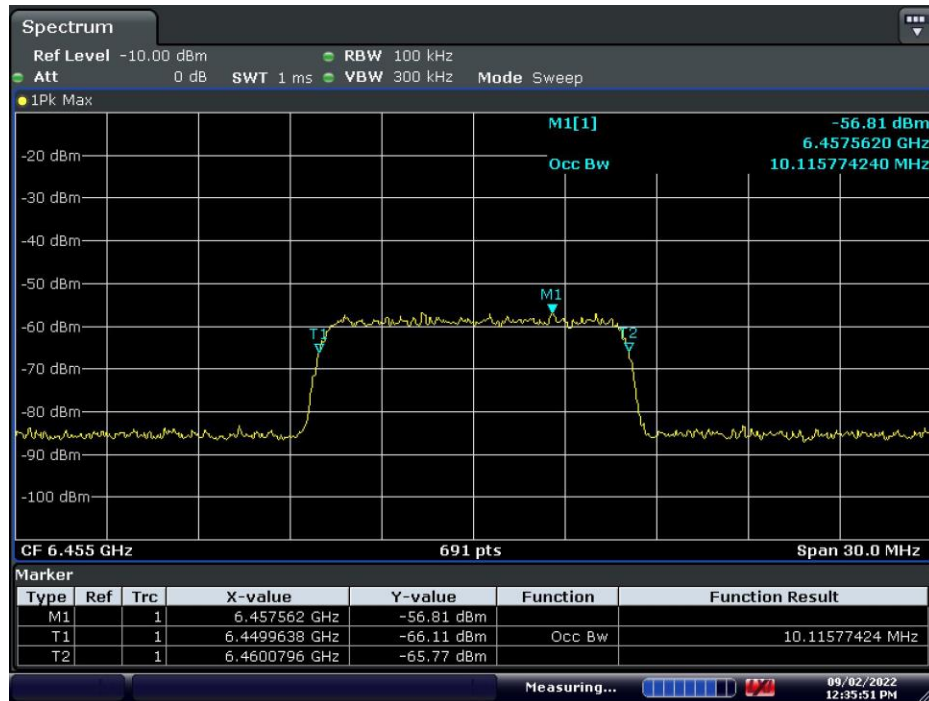 Spectrum
Ref Level -10.00 dBm RBW 100 kHz
Att 0 dB SWT 1 ms VBW 300 kHz Mode Sweep
1Pk Max
M1[1] -56.81 dBm
6.4575620 GHz
Occ Bw 10.115774240 MHz
-20 dBm
-30 dBm
-40 dBm
-50 dBm
M1
-60 dBm
T1 T2
-70 dBm
-80 dBm
-90 dBm
-100 dBm
CF 6.455 GHz 691 pts Span 30.0 MHz
Marker
Type Ref Trc X-value Y-value Function Function Result
M1 1 6.457562 GHz -56.81 dBm
T1 1 6.4499638 GHz -66.11 dBm Occ Bw 10.11577424 MHz
T2 1 6.4600796 GHz -65.77 dBm
Measuring... 09/02/2022
12:35:51 PM